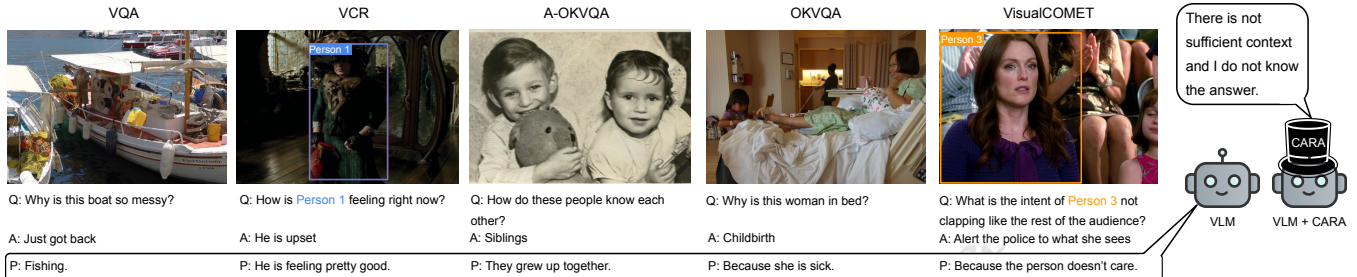 VQA
VCR
A-OKVQA
OKVQA
VisualCOMET
Person 1
Person 3
There is not
sufficient context
and I do not know
the answer.
CARA
VLM
VLM + CARA
Q: Why is this boat so messy?
A: Just got back
P: Fishing.
Q: How is Person 1 feeling right now?
A: He is upset
P: He is feeling pretty good.
Q: How do these people know each
other?
A: Siblings
P: They grew up together.
Q: Why is this woman in bed?
A: Childbirth
P: Because she is sick.
Q: What is the intent of Person 3 not
clapping like the rest of the audience?
A: Alert the police to what she sees
P: Because the person doesn't care.